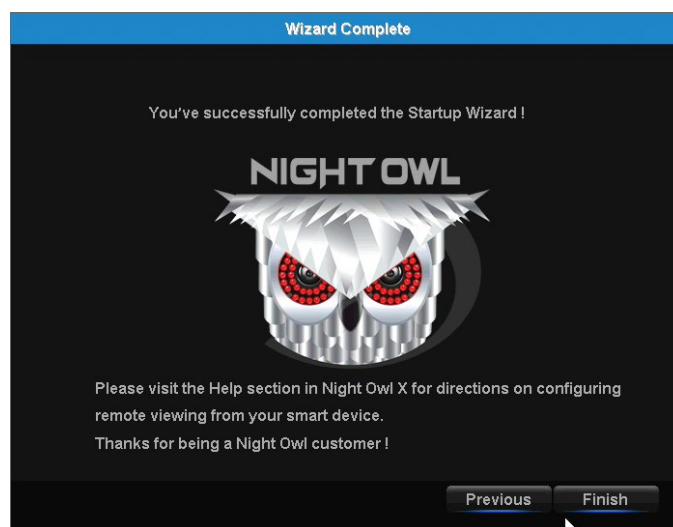 Wizard Complete
You've successfully completed the Startup Wizard !
NIGHT OWL
Please visit the Help section in Night Owl X for directions on configuring
remote viewing from your smart device.
Thanks for being a Night Owl customer !
Previous Finish